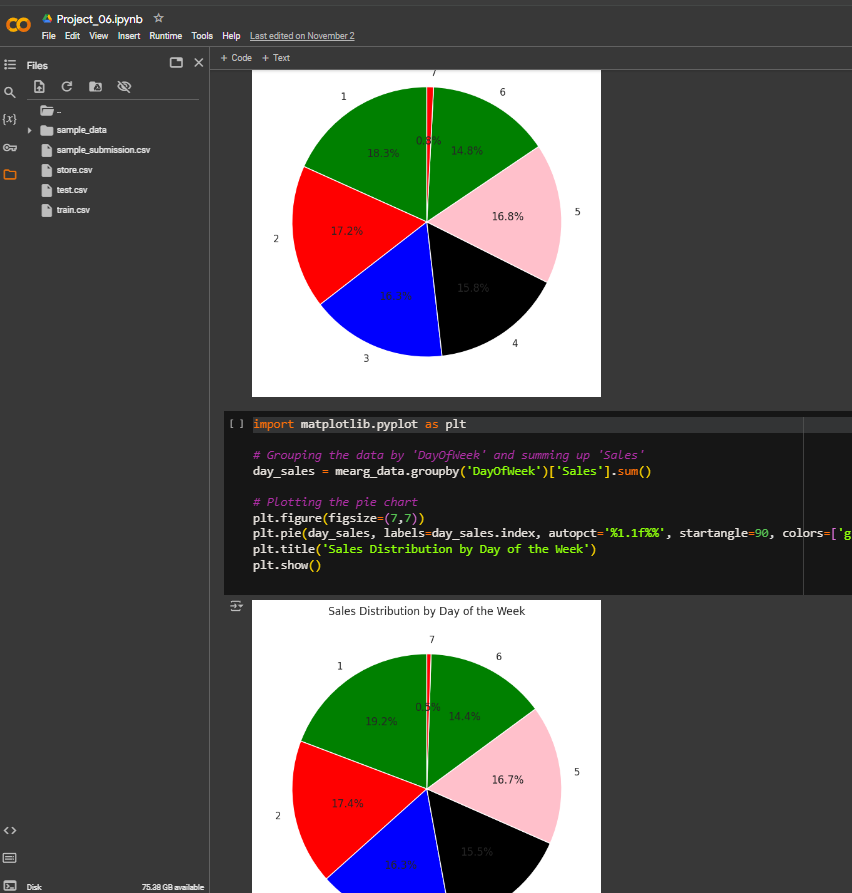 Project_06.ipynb
File Edit View Insert Runtime Tools Help Last edited on November 2
Files
+ Code + Text
..
sample_data
sample_submission.csv
store.csv
test.csv
train.csv
{x}
7
1
6
0.8%
18.3%
14.8%
5
16.8%
2
17.2%
15.8%
3
4
[ ]
import matplotlib.pyplot as plt
# Grouping the data by 'DayOfWeek' and summing up 'Sales'
day_sales = mearg_data.groupby('DayOfWeek')['Sales'].sum()
# Plotting the pie chart
plt.figure(figsize=(7,7))
plt.pie(day_sales, labels=day_sales.index, autopct='%1.1f%%', startangle=90, colors=['g
plt.title('Sales Distribution by Day of the Week')
plt.show()
Sales Distribution by Day of the Week
7
1
6
0.5%
19.2%
14.4%
5
16.7%
2
17.4%
15.5%
Disk 75.38 GB available